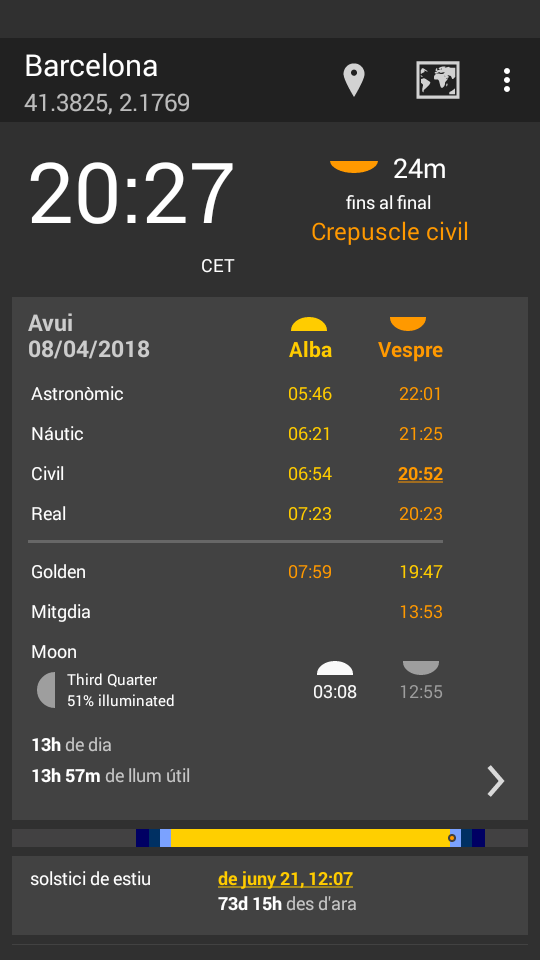 Barcelona
41.3825, 2.1769
20:27
CET
24m
fins al final
Crepuscle civil
Avui
08/04/2018
Alba Vespre
Astronòmic 05:46 22:01
Náutic 06:21 21:25
Civil 06:54 20:52
Real 07:23 20:23
Golden 07:59 19:47
Mitgdia 13:53
Moon
Third Quarter
51% illuminated
03:08 12:55
13h de dia
13h 57m de llum útil
solstici de estiu de juny 21, 12:07
73d 15h des d'ara